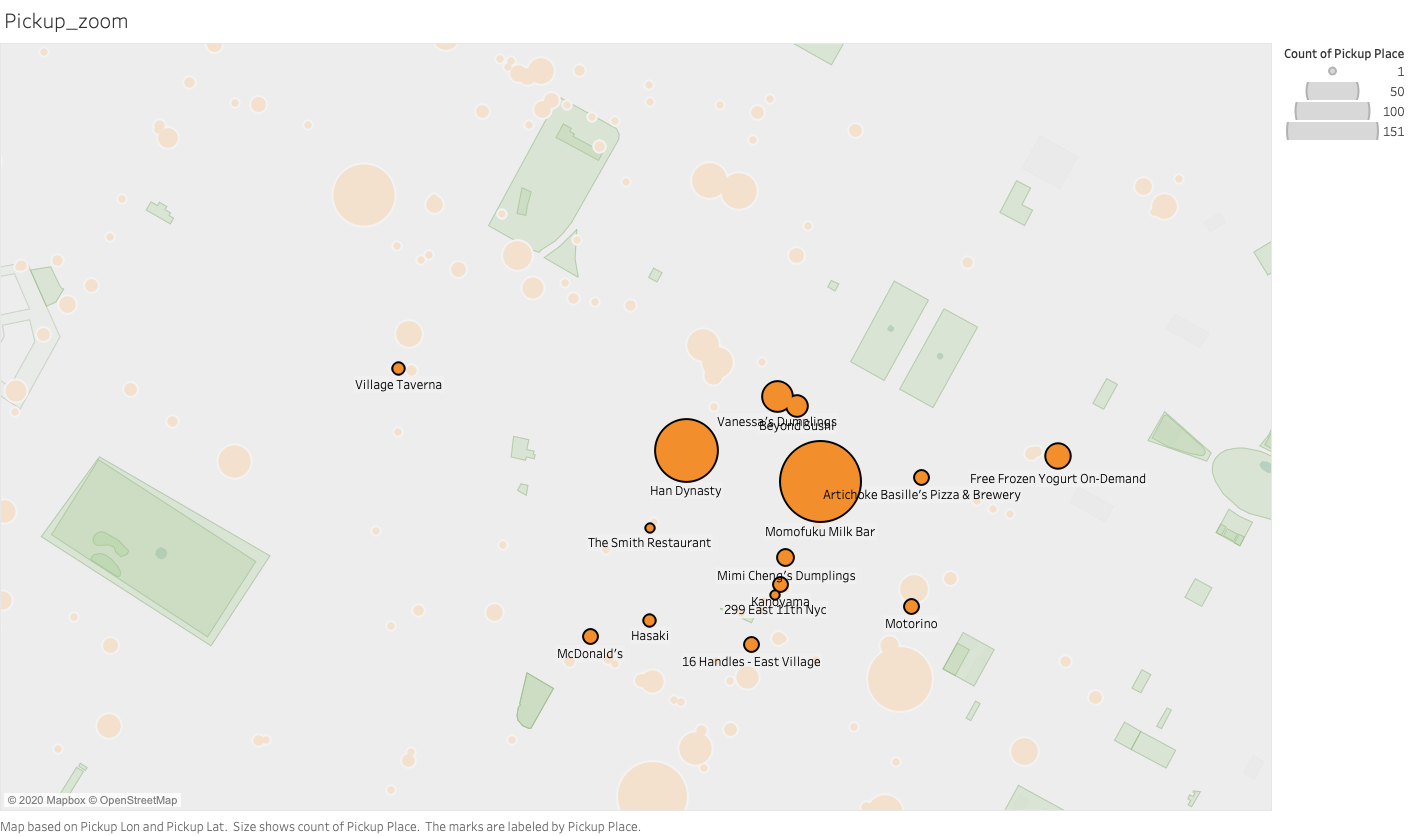 Pickup_zoom
Count of Pickup Place
1
50
100
151
Village Taverna
Vanessa's Dumplings
Beyond Sushi
Han Dynasty
Free Frozen Yogurt On-Demand
Artichoke Basille's Pizza & Brewery
Momofuku Milk Bar
The Smith Restaurant
Mimi Cheng's Dumplings
Kanoyama
299 East 11th Nyc
Motorino
Hasaki
McDonald's
16 Handles - East Village
© 2020 Mapbox © OpenStreetMap
Map based on Pickup Lon and Pickup Lat.  Size shows count of Pickup Place.  The marks are labeled by Pickup Place.